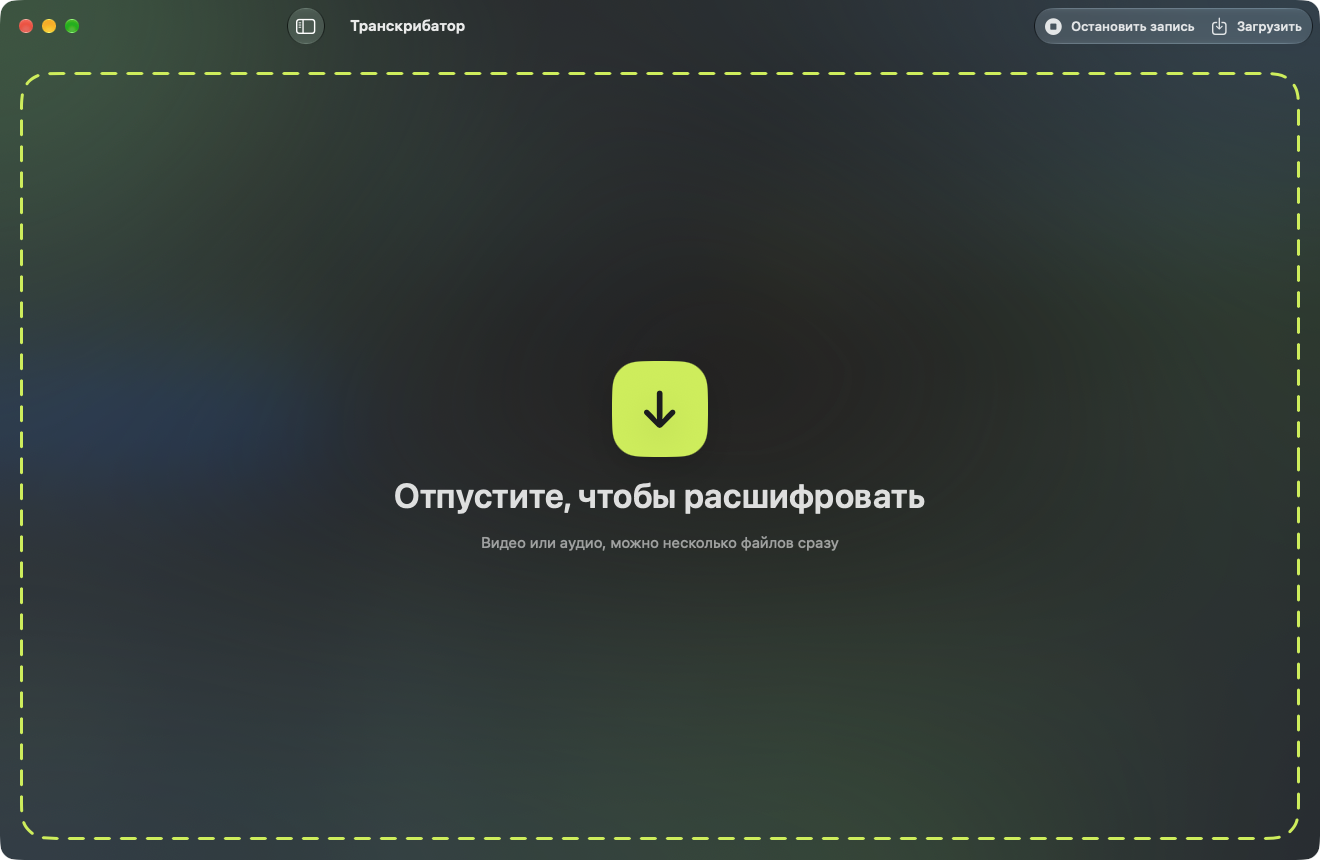 Транскрибатор
Остановить запись
Загрузить
Отпустите, чтобы расшифровать
Видео или аудио, можно несколько файлов сразу